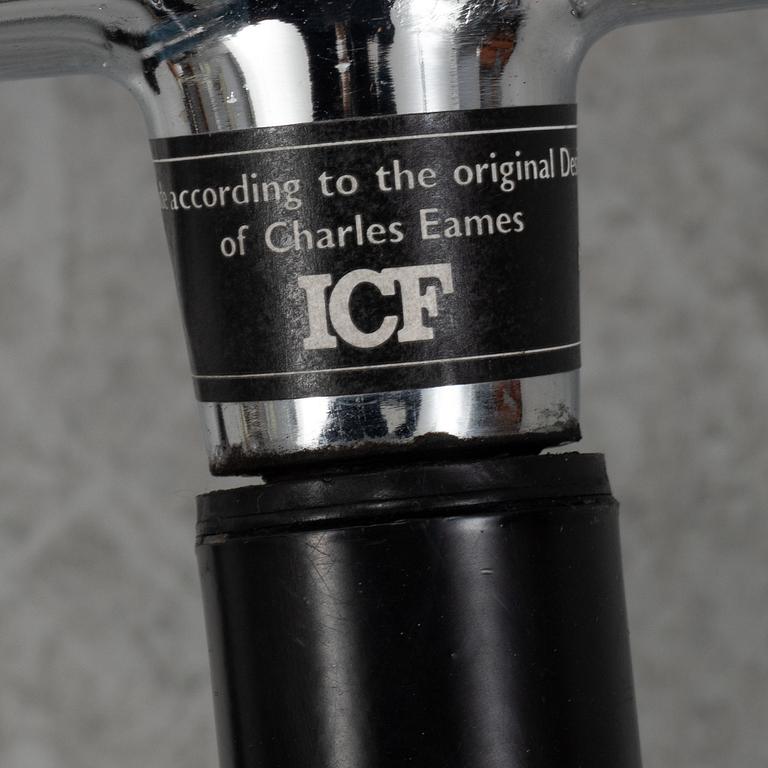 according to the original
of Charles Eames
ICF